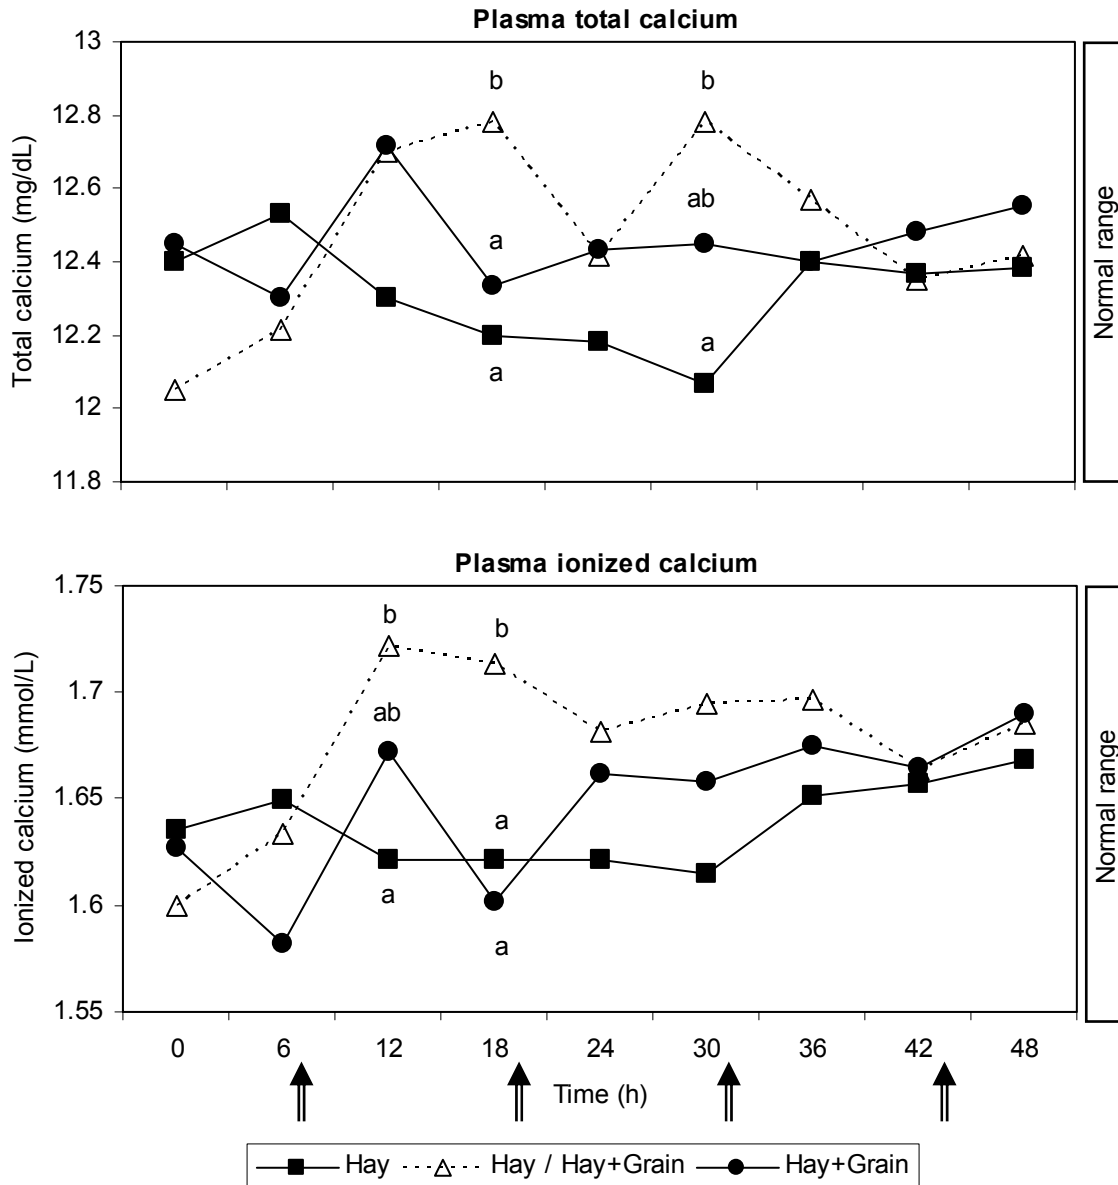 Plasma total calcium
13
12.8
12.6
12.4
12.2
12
11.8
Total calcium (mg/dL)
b
b
ab
a
a
a
Normal range
Plasma ionized calcium
1.75
1.7
1.65
1.6
1.55
Ionized calcium (mmol/L)
b
b
ab
a
a
a
Normal range
0 6 12 18 24 30 36 42 48
Time (h)
Hay Hay / Hay+Grain Hay+Grain